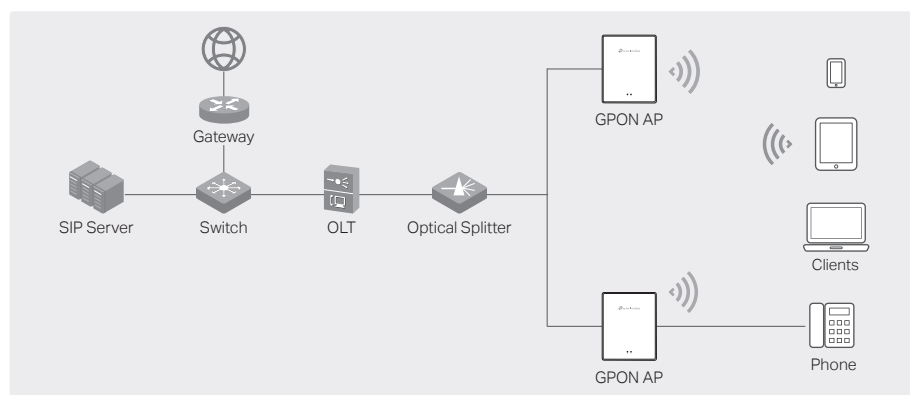 GPON AP
Gateway
SIP Server
Switch
OLT
Optical Splitter
Clients
GPON AP
Phone